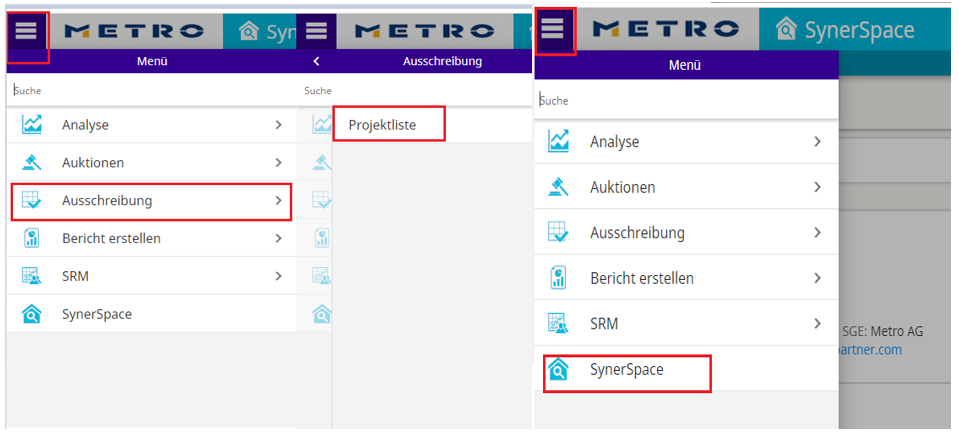 METRO Syn
Menü
Suche
Analyse
Auktionen
Ausschreibung
Bericht erstellen
SRM
SynerSpace
METRO
Ausschreibung
Suche
Projektliste
METRO SynerSpace
Menü
Suche
Analyse
Auktionen
Ausschreibung
Bericht erstellen
SRM
SynerSpace
SGE: Metro AG
partner.com